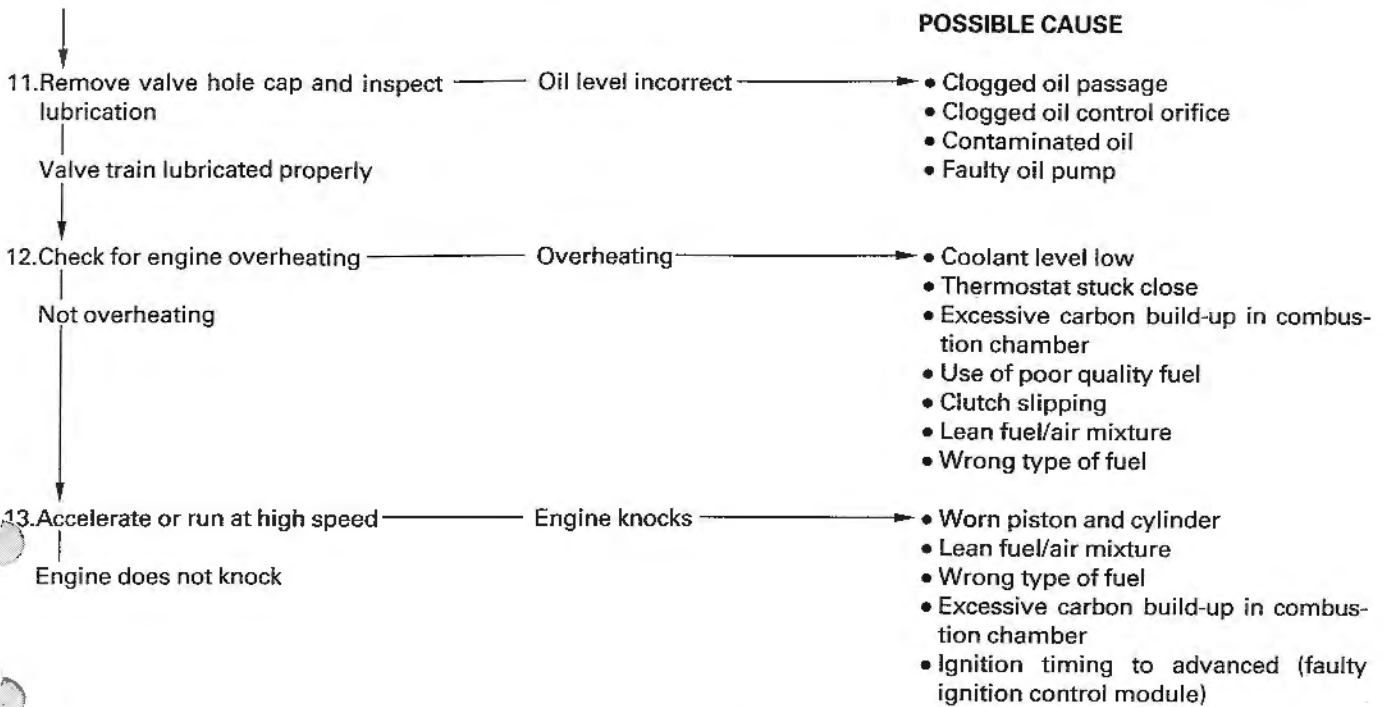 POSSIBLE CAUSE
11.Remove valve hole cap and inspect
lubrication
Oil level incorrect
• Clogged oil passage
• Clogged oil control orifice
• Contaminated oil
• Faulty oil pump
Valve train lubricated properly
12.Check for engine overheating
Overheating
• Coolant level low
• Thermostat stuck close
• Excessive carbon build-up in combus-
tion chamber
• Use of poor quality fuel
• Clutch slipping
• Lean fuel/air mixture
• Wrong type of fuel
Not overheating
13.Accelerate or run at high speed
Engine knocks
• Worn piston and cylinder
• Lean fuel/air mixture
• Wrong type of fuel
• Excessive carbon build-up in combus-
tion chamber
• Ignition timing to advanced (faulty
ignition control module)
Engine does not knock